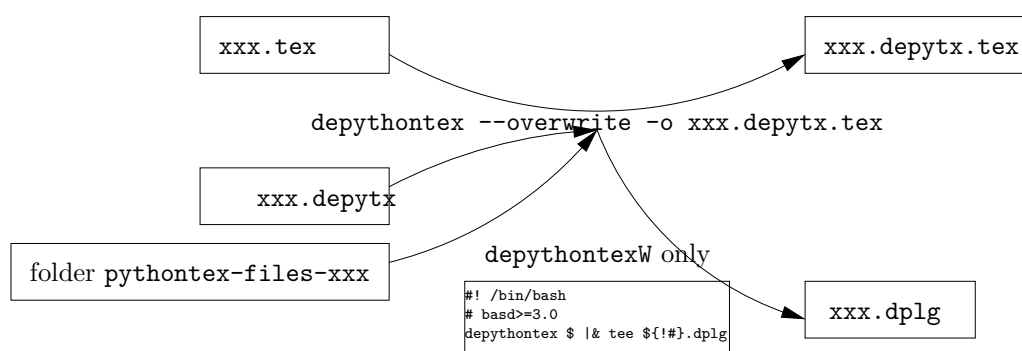 xxx.tex
xxx.depytx.tex
depythontex --overwrite -o xxx.depytx.tex
xxx.depytx
folder pythontex-files-xxx
depythontexW only
#! /bin/bash
# basd>=3.0
depythontex $ |& tee ${!#}.dplg
xxx.dplg